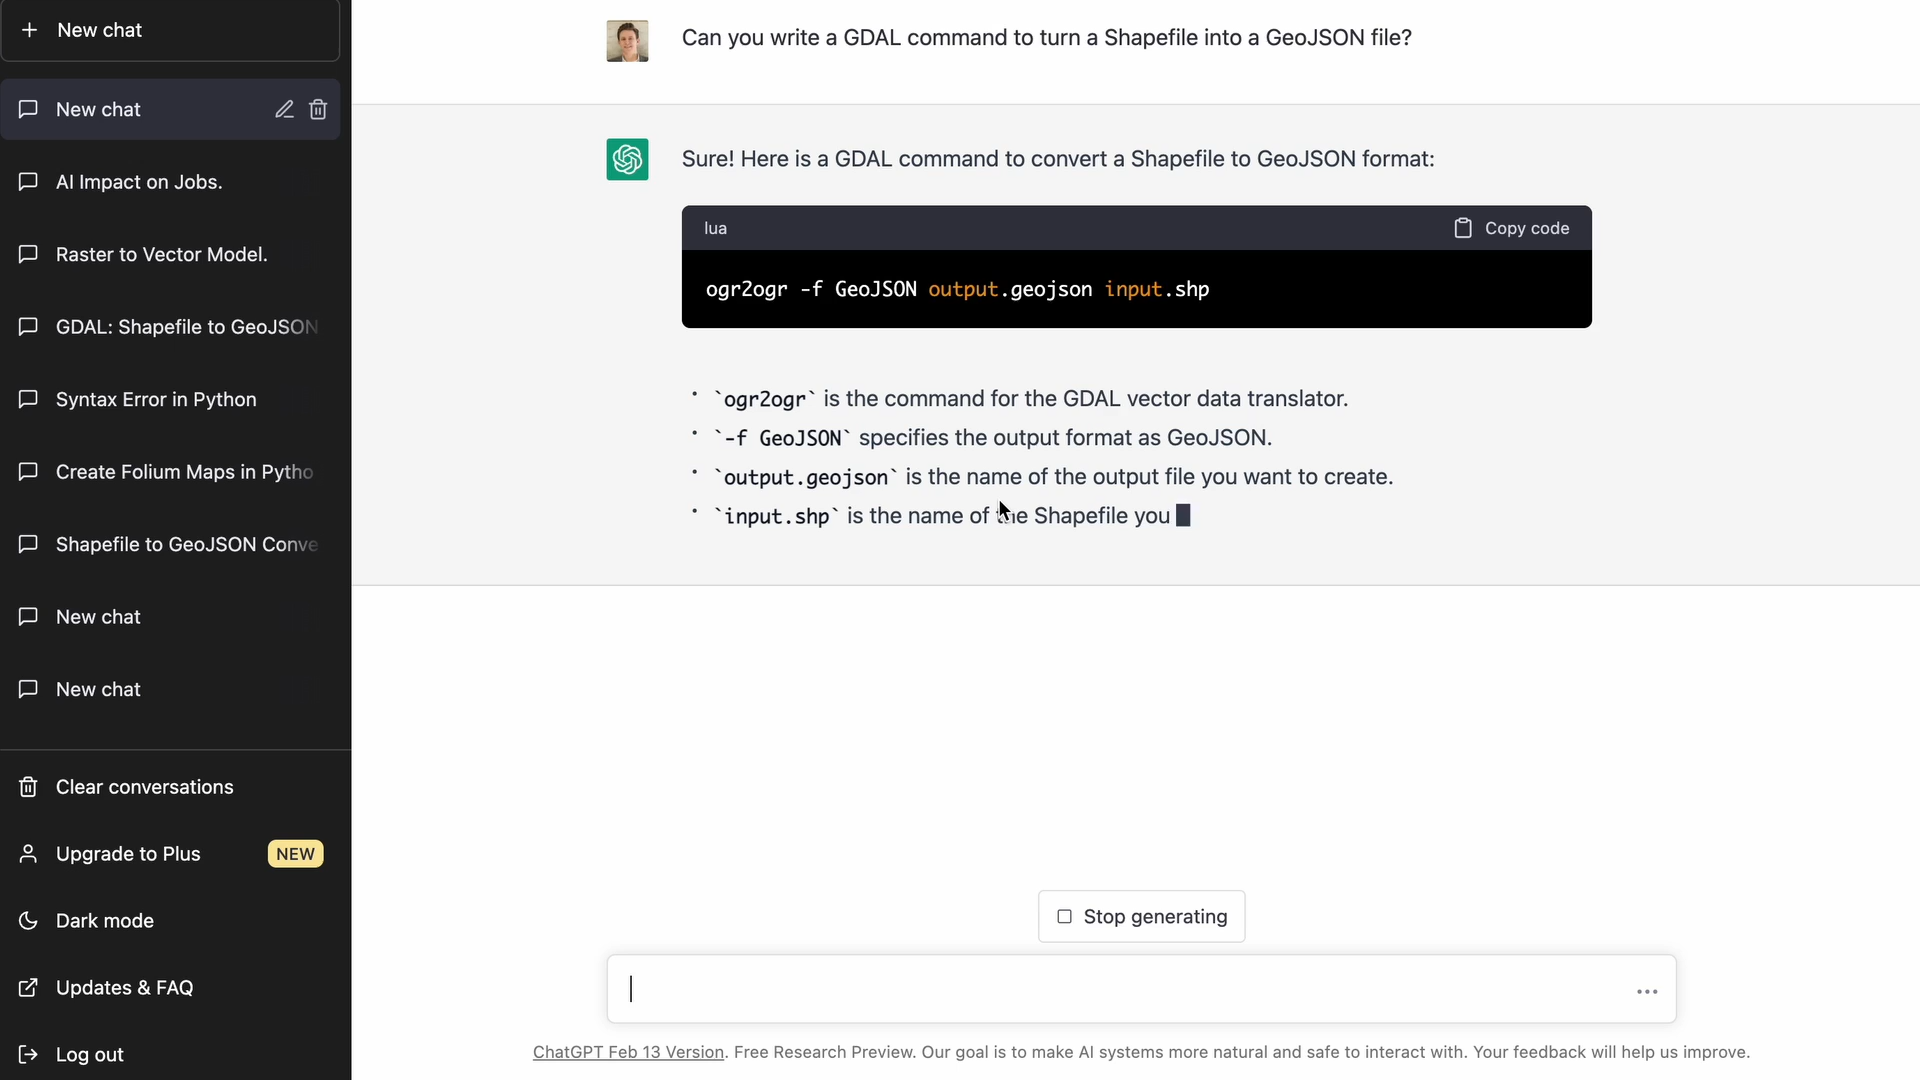 New chat
New chat
AI Impact on Jobs.
Raster to Vector Model.
GDAL: Shapefile to GeoJSON
Syntax Error in Python
Create Folium Maps in Pytho
Shapefile to GeoJSON Conve
New chat
New chat
Clear conversations
Upgrade to Plus NEW
Dark mode
Updates & FAQ
Log out
Can you write a GDAL command to turn a Shapefile into a GeoJSON file?
Sure! Here is a GDAL command to convert a Shapefile to GeoJSON format:
lua Copy code
ogr2ogr -f GeoJSON output.geojson input.shp
• `ogr2ogr` is the command for the GDAL vector data translator.
• `-f GeoJSON` specifies the output format as GeoJSON.
• `output.geojson` is the name of the output file you want to create.
• `input.shp` is the name of the Shapefile you
Stop generating
ChatGPT Feb 13 Version. Free Research Preview. Our goal is to make AI systems more natural and safe to interact with. Your feedback will help us improve.